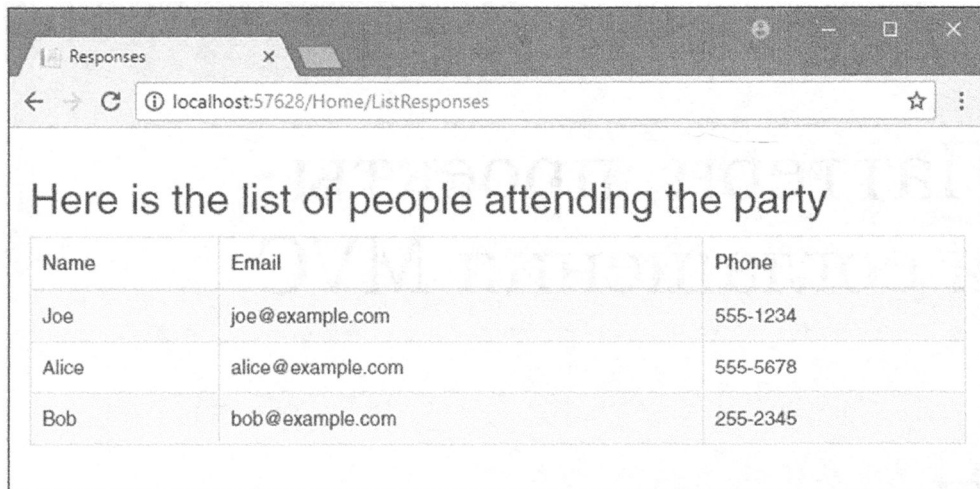 Responses
localhost:57628/Home/ListResponses
Here is the list of people attending the party
Name Email Phone
Joe joe@example.com 555-1234
Alice alice@example.com 555-5678
Bob bob@example.com 255-2345